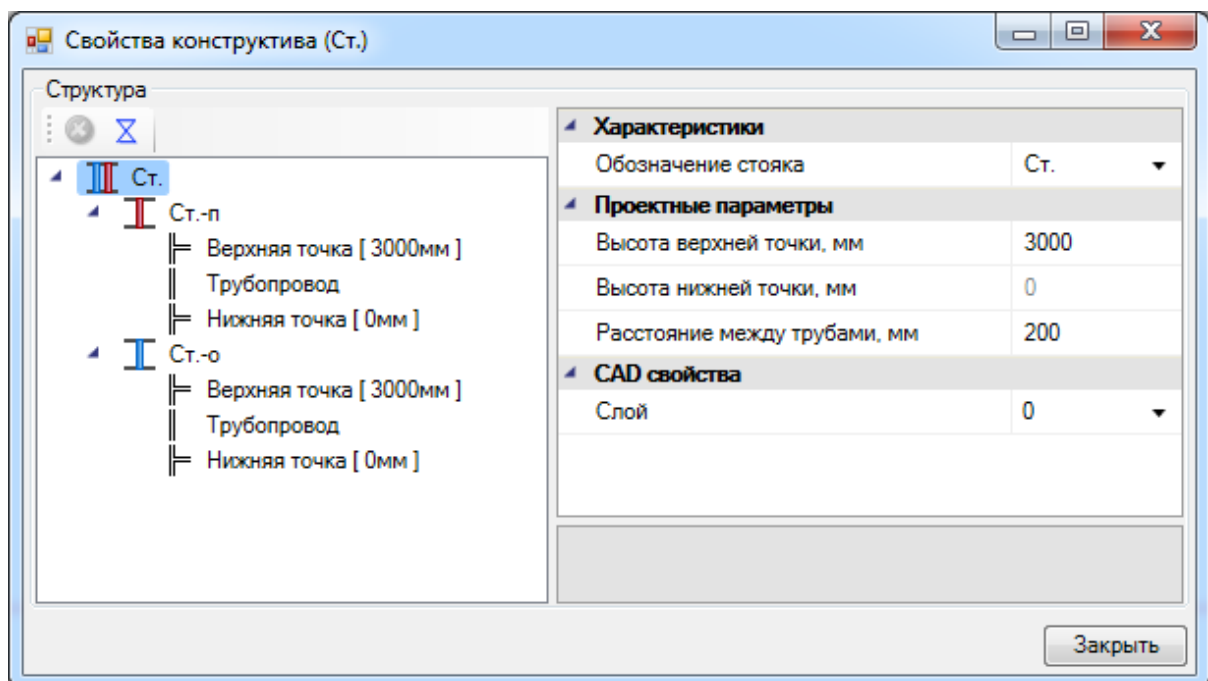 Свойства конструктива (Ст.)
Структура
Ст.
Ст.-п
Верхняя точка [ 3000мм ]
Трубопровод
Нижняя точка [ 0мм ]
Ст.-о
Верхняя точка [ 3000мм ]
Трубопровод
Нижняя точка [ 0мм ]
Характеристики
Обозначение стояка Ст.
Проектные параметры
Высота верхней точки, мм 3000
Высота нижней точки, мм 0
Расстояние между трубами, мм 200
CAD свойства
Слой 0
Закрыть